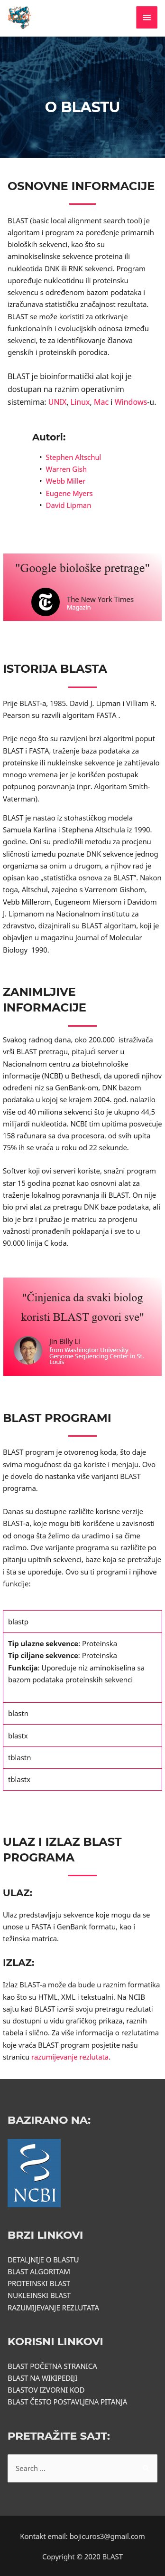 O BLASTU
OSNOVNE INFORMACIJE
BLAST (basic local alignment search tool) je
algoritam i program za poređenje primarnih
bioloških sekvenci, kao što su
aminokiselinske sekvence proteina ili
nukleotida DNK ili RNK sekvenci. Program
upoređuje nukleotidnu ili proteinsku
sekvencu sa određenom bazom podataka i
izračunava statističku značajnost rezultata.
BLAST se može koristiti za otkrivanje
funkcionalnih i evolucijskih odnosa između
sekvenci, te za identifikovanje članova
genskih i proteinskih porodica.
BLAST je bioinformatički alat koji je
dostupan na raznim operativnim
sistemima: UNIX, Linux, Mac i Windows-u.
Autori:
• Stephen Altschul
• Warren Gish
• Webb Miller
• Eugene Myers
• David Lipman
"Google biološke pretrage"
The New York Times
Magazin
ISTORIJA BLASTA
Prije BLAST-a, 1985. David J. Lipman i Villiam R.
Pearson su razvili algoritam FASTA .
Prije nego što su razvijeni brzi algoritmi poput
BLAST i FASTA, traženje baza podataka za
proteinske ili nukleinske sekvence je zahtijevalo
mnogo vremena jer je korišćen postupak
potpunog poravnanja (npr. Algoritam Smith-
Vaterman).
BLAST je nastao iz stohastičkog modela
Samuela Karlina i Stephena Altschula iz 1990.
godine. Oni su predložili metodu za procjenu
sličnosti između poznate DNK sekvence jednog
organizma sa onim u drugom, a njihov rad je
opisan kao „statistička osnova za BLAST”. Nakon
toga, Altschul, zajedno s Varrenom Gishom,
Vebb Millerom, Eugeneom Miersom i Davidom
J. Lipmanom na Nacionalnom institutu za
zdravstvo, dizajnirali su BLAST algoritam, koji je
objavljen u magazinu Journal of Molecular
Biology 1990.
ZANIMLJIVE
INFORMACIJE
Svakog radnog dana, oko 200.000 istraživača
vrši BLAST pretragu, putujući server u
Nacionalnom centru za biotehnološke
informacije (NCBI) u Bethesdi, da uporedi njihov
određeni niz sa GenBank-om, DNK bazom
podataka u kojoj se krajem 2004. god. nalazilo
više od 40 miliona sekvenci; što je ukupno 44,5
milijardi nukleotida. NCBI tim upitima posvećuje
158 računara sa dva procesora, od svih upita
75% ih se vraća u roku od 22 sekunde.
Softver koji ovi serveri koriste, snažni program
star 15 godina poznat kao osnovni alat za
traženje lokalnog poravnanja ili BLAST. On nije
bio prvi alat za pretragu DNK baze podataka, ali
bio je brz i pružao je matricu za procjenu
važnosti pronađenih poklapanja i sve to u
90.000 linija C koda.
"Činjenica da svaki biolog
koristi BLAST govori sve"
Jin Billy Li
from Washington University
Genome Sequencing Center in St.
Louis
BLAST PROGRAMI
BLAST program je otvorenog koda, što daje
samu mogućnost da ga koriste i mijenjaju. Ovo
je dovelo do nastanka više varijanti BLAST
programa.
Danas su dostupne različite korisne verzije
BLAST-a, koje mogu biti korišćene u zavisnosti
od onoga šta želimo da uradimo i sa čime
radimo. Ove varijante programa su različite po
pitanju upitnih sekvenci, baze koja se pretražuje
i šta se upoređuje. Ovo su ti programi i njihove
funkcije:
blastp
Tip ulazne sekvence: Proteinska
Tip ciljane sekvence: Proteinska
Funkcija: Upoređuje niz aminokiselina sa
bazom podataka proteinskih sekvenci
blastn
blastx
tblastn
tblastx
ULAZ I IZLAZ BLAST
PROGRAMA
ULAZ:
Ulaz predstavljaju sekvence koje mogu da se
unose u FASTA i GenBank formatu, kao i
težinska matrica.
IZLAZ:
Izlaz BLAST-a može da bude u raznim formatika
kao što su HTML, XML i tekstualni. Na NCIB
sajtu kad BLAST izvrši svoju pretragu rezlutati
su dostupni u vidu grafičkog prikaza, raznih
tabela i slično. Za više informacija o rezlutatima
koje vraća BLAST program posjetite našu
stranicu razumijevanje rezlutata.
BAZIRANO NA:
NCBI
BRZI LINKOVI
DETALJNIJE O BLASTU
BLAST ALGORITAM
PROTEINSKI BLAST
NUKLEINSKI BLAST
RAZUMIJEVANJE REZLUTATA
KORISNI LINKOVI
BLAST POČETNA STRANICA
BLAST NA WIKIPEDIJI
BLASTOV IZVORNI KOD
BLAST ČESTO POSTAVLJENA PITANJA
PRETRAŽITE SAJT:
Search ...
Kontakt email: bojicuros3@gmail.com
Copyright © 2020 BLAST